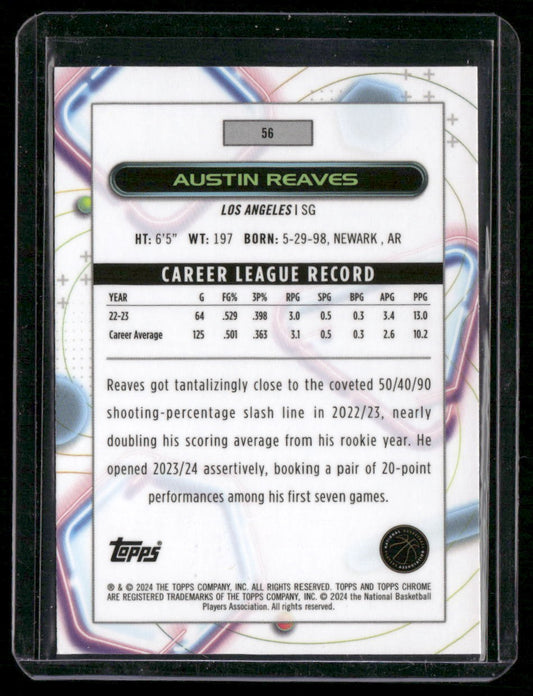 56
AUSTIN REAVES
LOS ANGELES | SG
HT: 6'5" WT: 197 BORN: 5-29-98, NEWARK , AR
CAREER LEAGUE RECORD
YEAR G FG% 3P% RPG SPG BPG APG PPG
22-23 64 .529 .398 3.0 0.5 0.3 3.4 13.0
Career Average 125 .501 .363 3.1 0.5 0.3 2.6 10.2
Reaves got tantalizingly close to the coveted 50/40/90
shooting-percentage slash line in 2022/23, nearly
doubling his scoring average from his rookie year. He
opened 2023/24 assertively, booking a pair of 20-point
performances among his first seven games.
Topps
® & © 2024 THE TOPPS COMPANY, INC. ALL RIGHTS RESERVED. TOPPS AND TOPPS CHROME
ARE REGISTERED TRADEMARKS OF THE TOPPS COMPANY, INC. © 2024 the National Basketball
Players Association. All rights reserved.